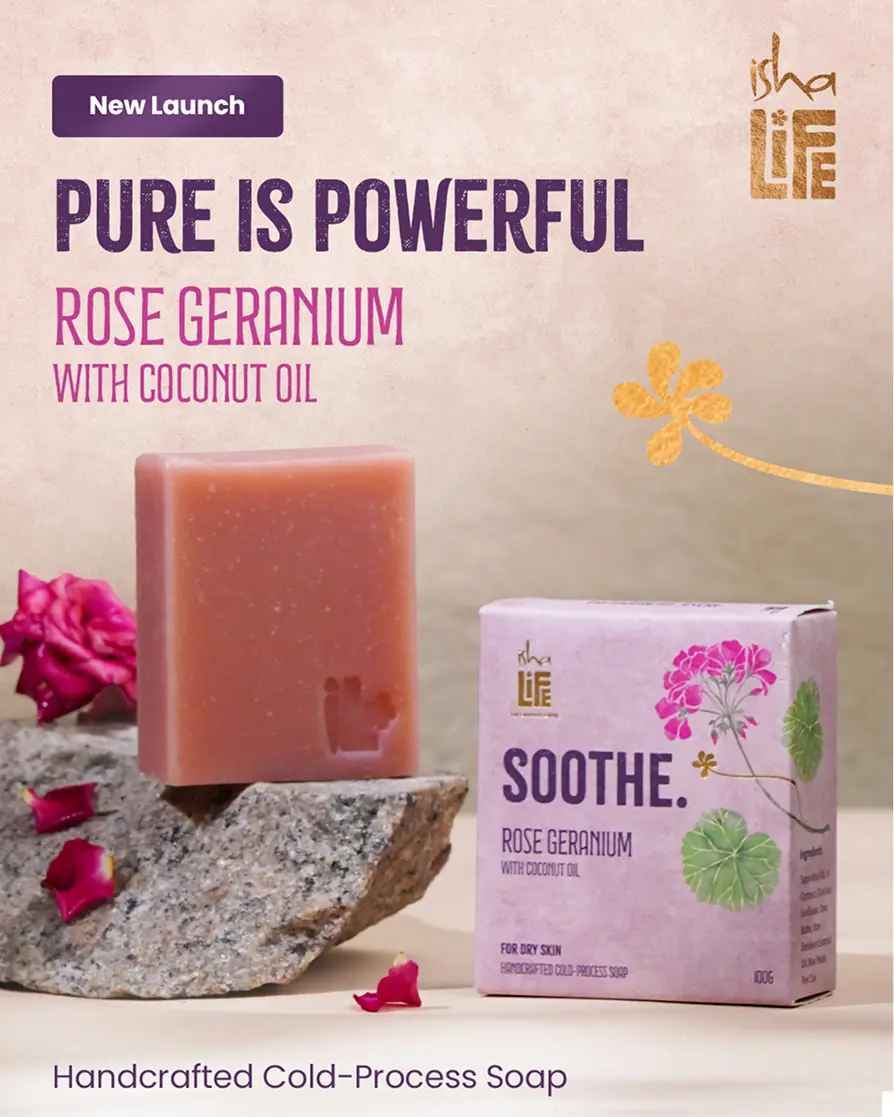 New Launch
isha
LIFE
PURE IS POWERFUL
ROSE GERANIUM
WITH COCONUT OIL
isha
LIFE
SOOTHE.
ROSE GERANIUM
WITH COCONUT OIL
FOR DRY SKIN
HANDCRAFTED COLD-PROCESS SOAP
100G
Ingredients
Handcrafted Cold-Process Soap